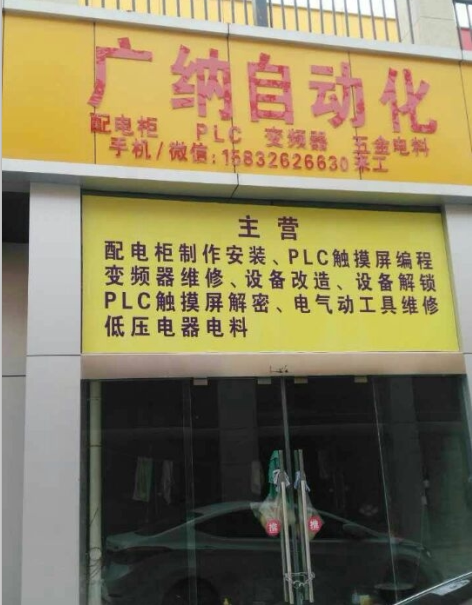 广纳自动化
配电柜 PLC 变频器 五金电料
手机/微信:15832626630 宋工
主营
配电柜制作安装、PLC触摸屏编程
变频器维修、设备改造、设备解锁
PLC触摸屏解密、电气动工具维修
低压电器电料
推 推